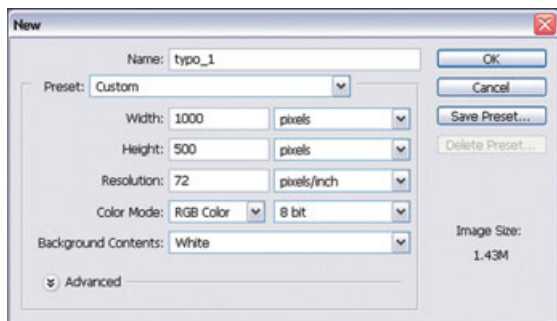 New
Name: typo_1
OK
Preset: Custom
Cancel
Width: 1000 pixels
Save Preset...
Height: 500 pixels
Delete Preset...
Resolution: 72 pixels/inch
Color Mode: RGB Color 8 bit
Image Size:
Background Contents: White
1.43M
Advanced